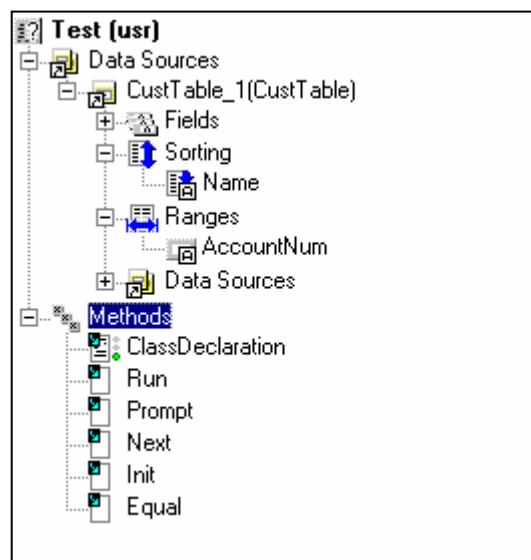 Test (usr)
Data Sources
CustTable_1(CustTable)
Fields
Sorting
Name
Ranges
AccountNum
Data Sources
Methods
ClassDeclaration
Run
Prompt
Next
Init
Equal